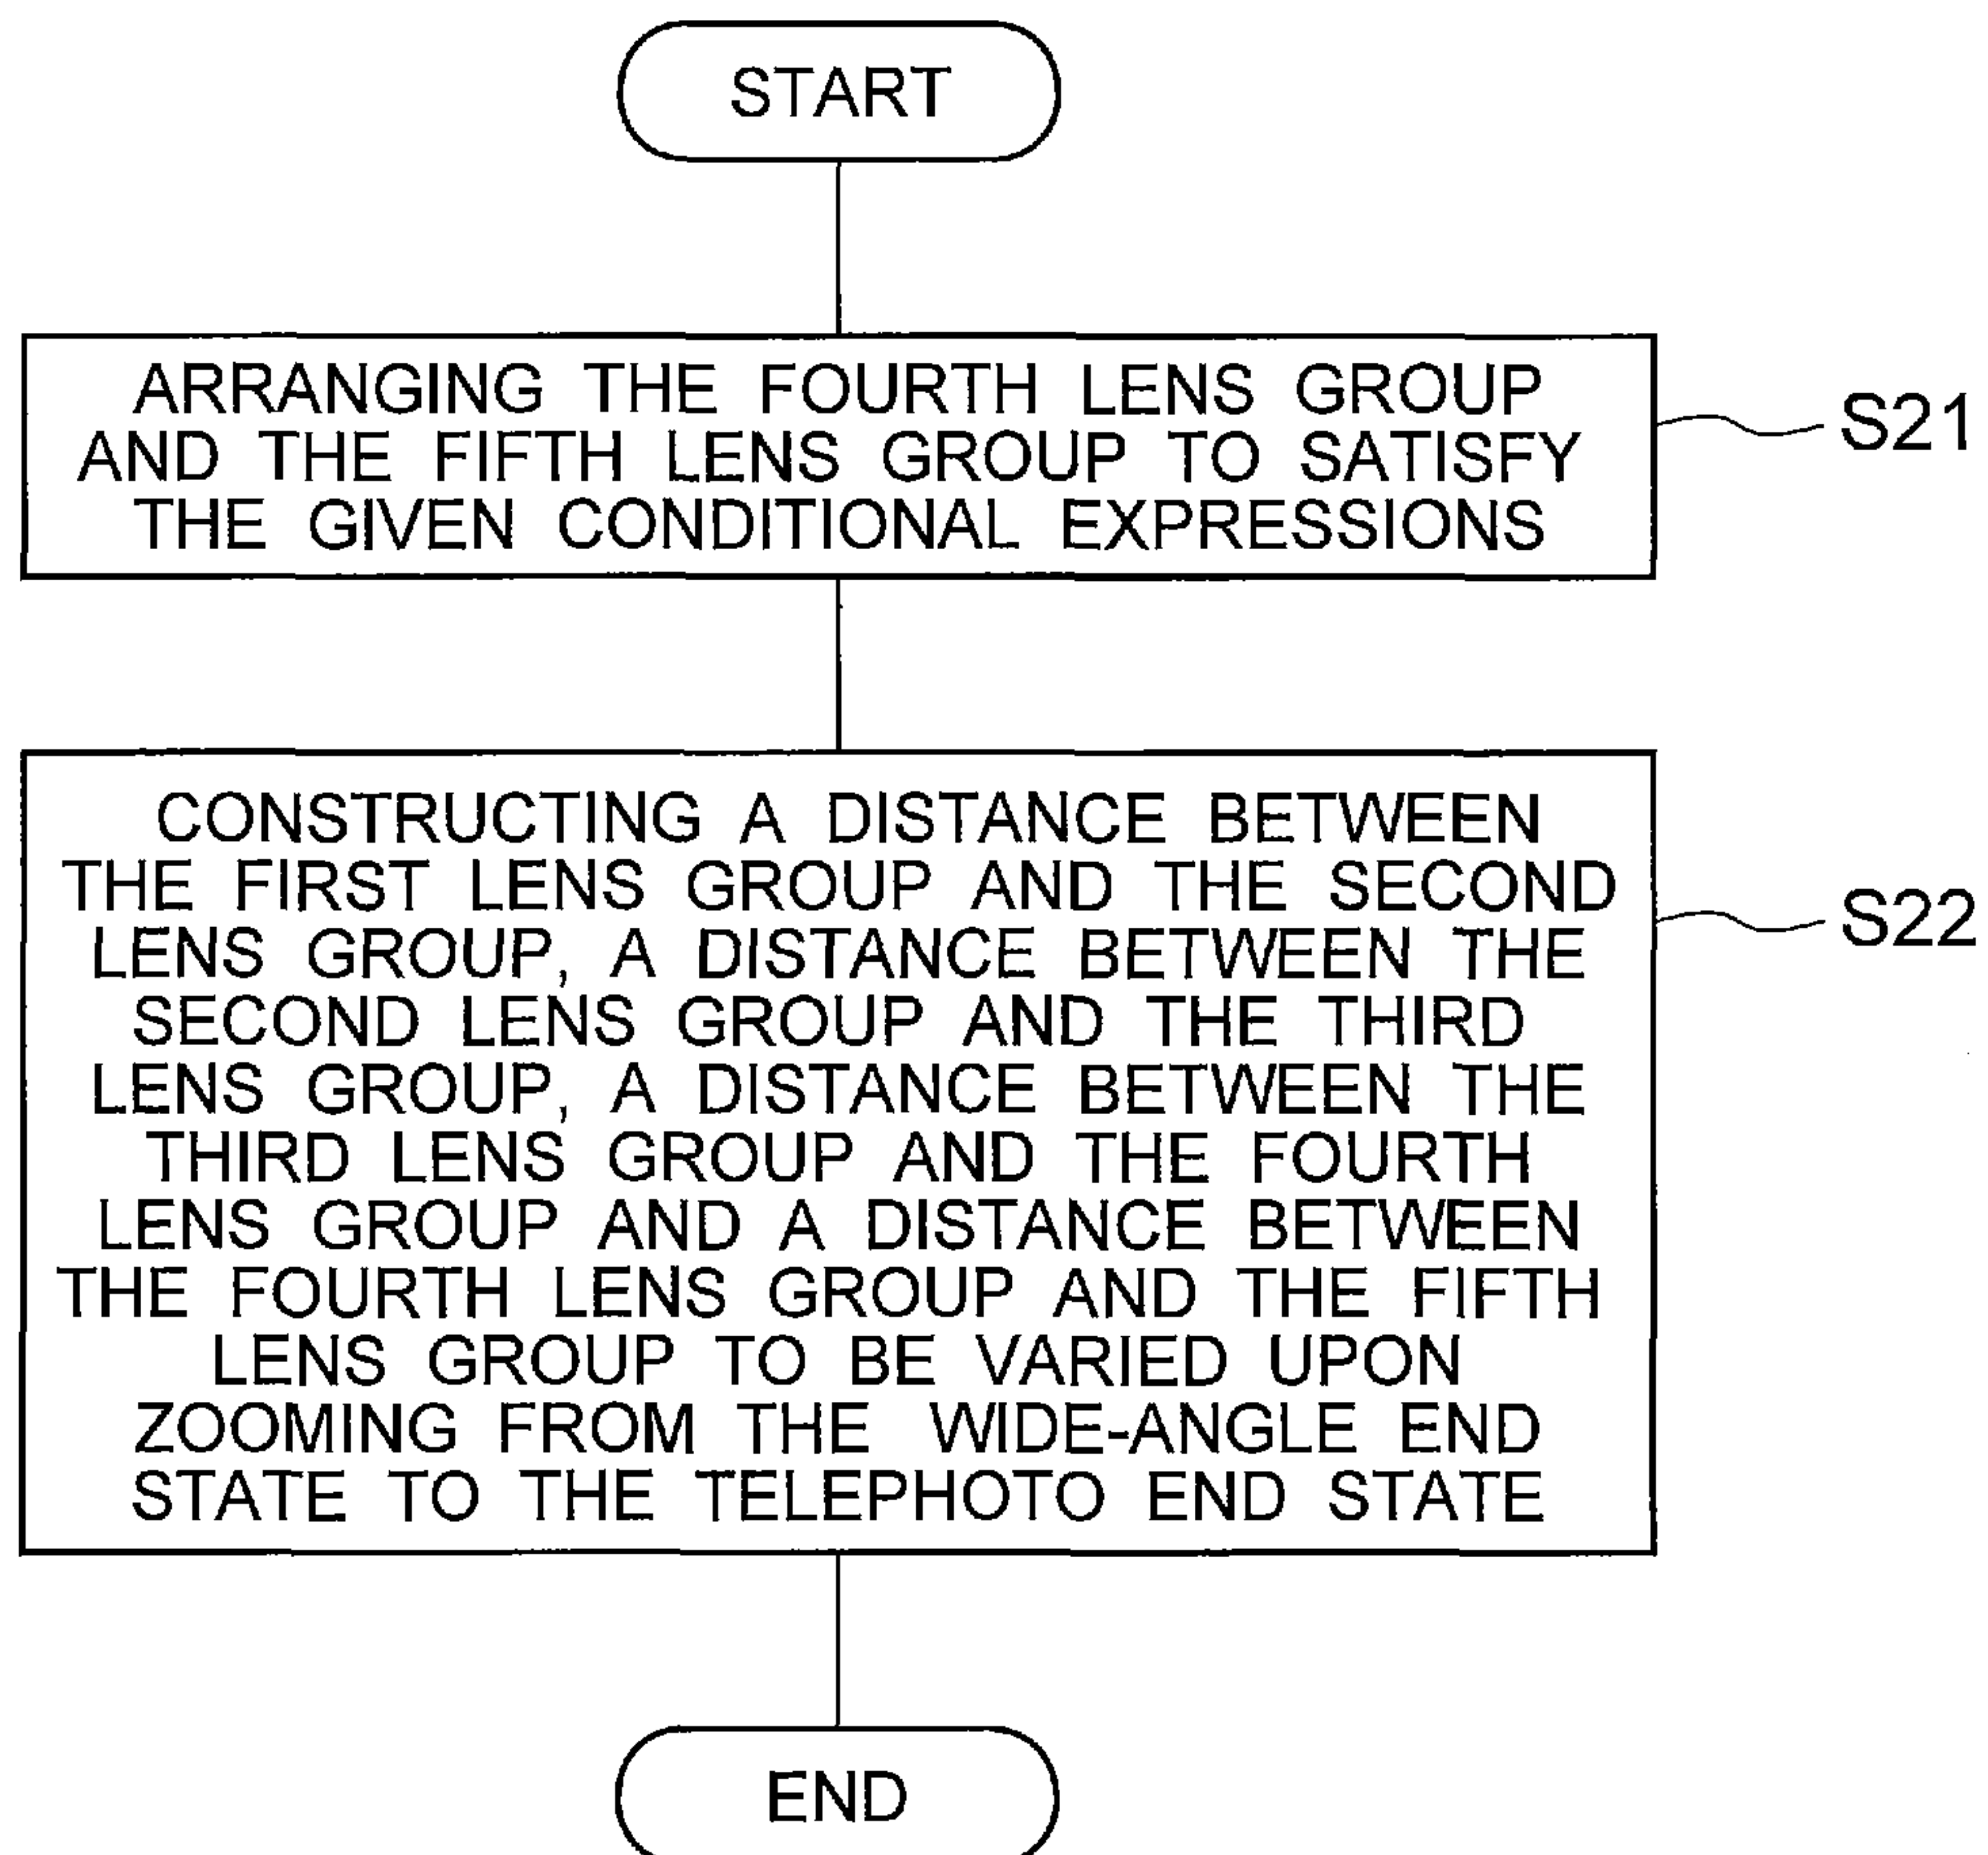 START
ARRANGING THE FOURTH LENS GROUP
AND THE FIFTH LENS GROUP TO SATISFY
THE GIVEN CONDITIONAL EXPRESSIONS
S21
CONSTRUCTING A DISTANCE BETWEEN
THE FIRST LENS GROUP AND THE SECOND
LENS GROUP, A DISTANCE BETWEEN THE
SECOND LENS GROUP AND THE THIRD
LENS GROUP, A DISTANCE BETWEEN THE
THIRD LENS GROUP AND THE FOURTH
LENS GROUP AND A DISTANCE BETWEEN
THE FOURTH LENS GROUP AND THE FIFTH
LENS GROUP TO BE VARIED UPON
ZOOMING FROM THE WIDE-ANGLE END
STATE TO THE TELEPHOTO END STATE
S22
END